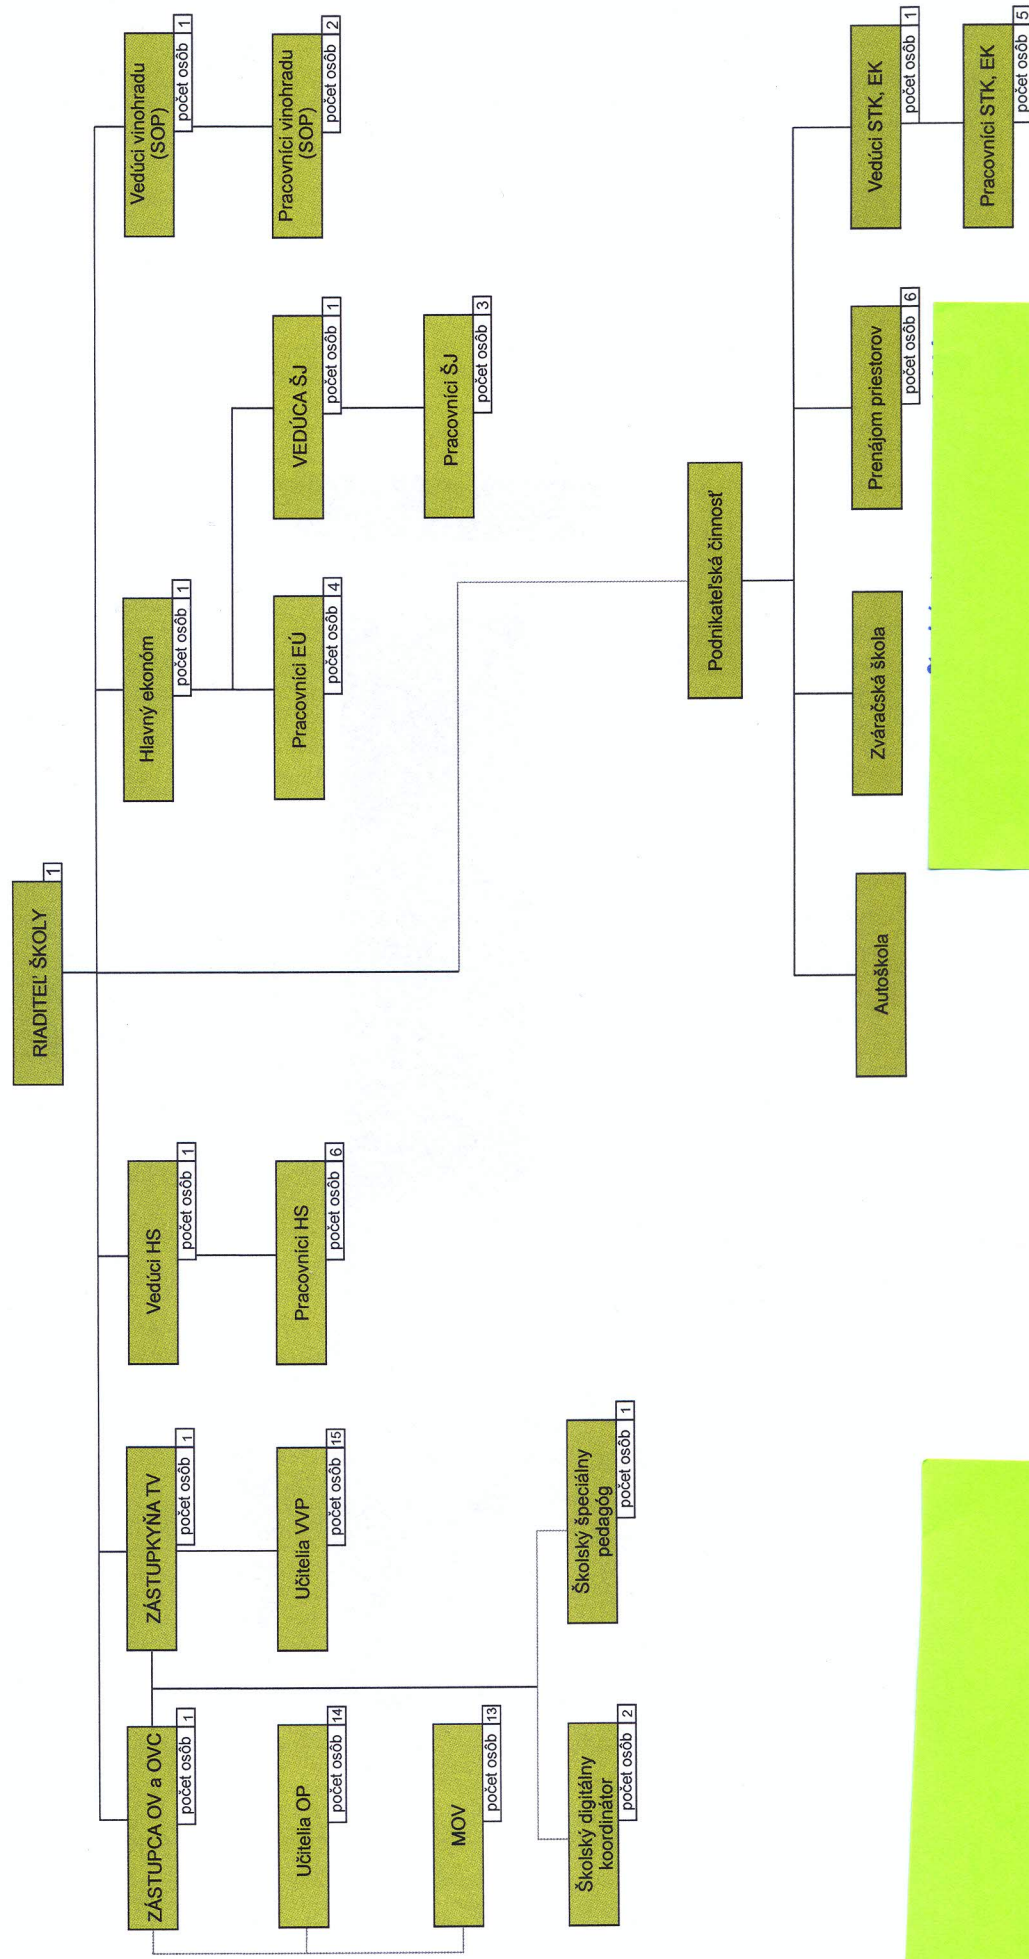 RIADITEĽ ŠKOLY
1
ZÁSTUPCA OV a OVC
počet osôb 1
ZÁSTUPKYŇA TV
počet osôb 1
Vedúci HS
počet osôb 1
Hlavný ekonóm
počet osôb 1
Vedúci vinohradu
(SOP)
počet osôb 1
Učitelia OP
počet osôb 14
Učitelia VVP
počet osôb 15
Pracovníci HS
počet osôb 6
Pracovníci EÚ
počet osôb 4
VEDÚCA ŠJ
počet osôb 1
Pracovníci vinohradu
(SOP)
počet osôb 2
MOV
počet osôb 13
Pracovníci ŠJ
počet osôb 3
Školský digitálny
koordinátor
počet osôb 2
Školský špeciálny
pedagóg
počet osôb 1
Podnikateľská činnosť
Autoškola
Zváračská škola
Prenájom priestorov
počet osôb 6
Vedúci STK, EK
počet osôb 1
Pracovníci STK, EK
počet osôb 5